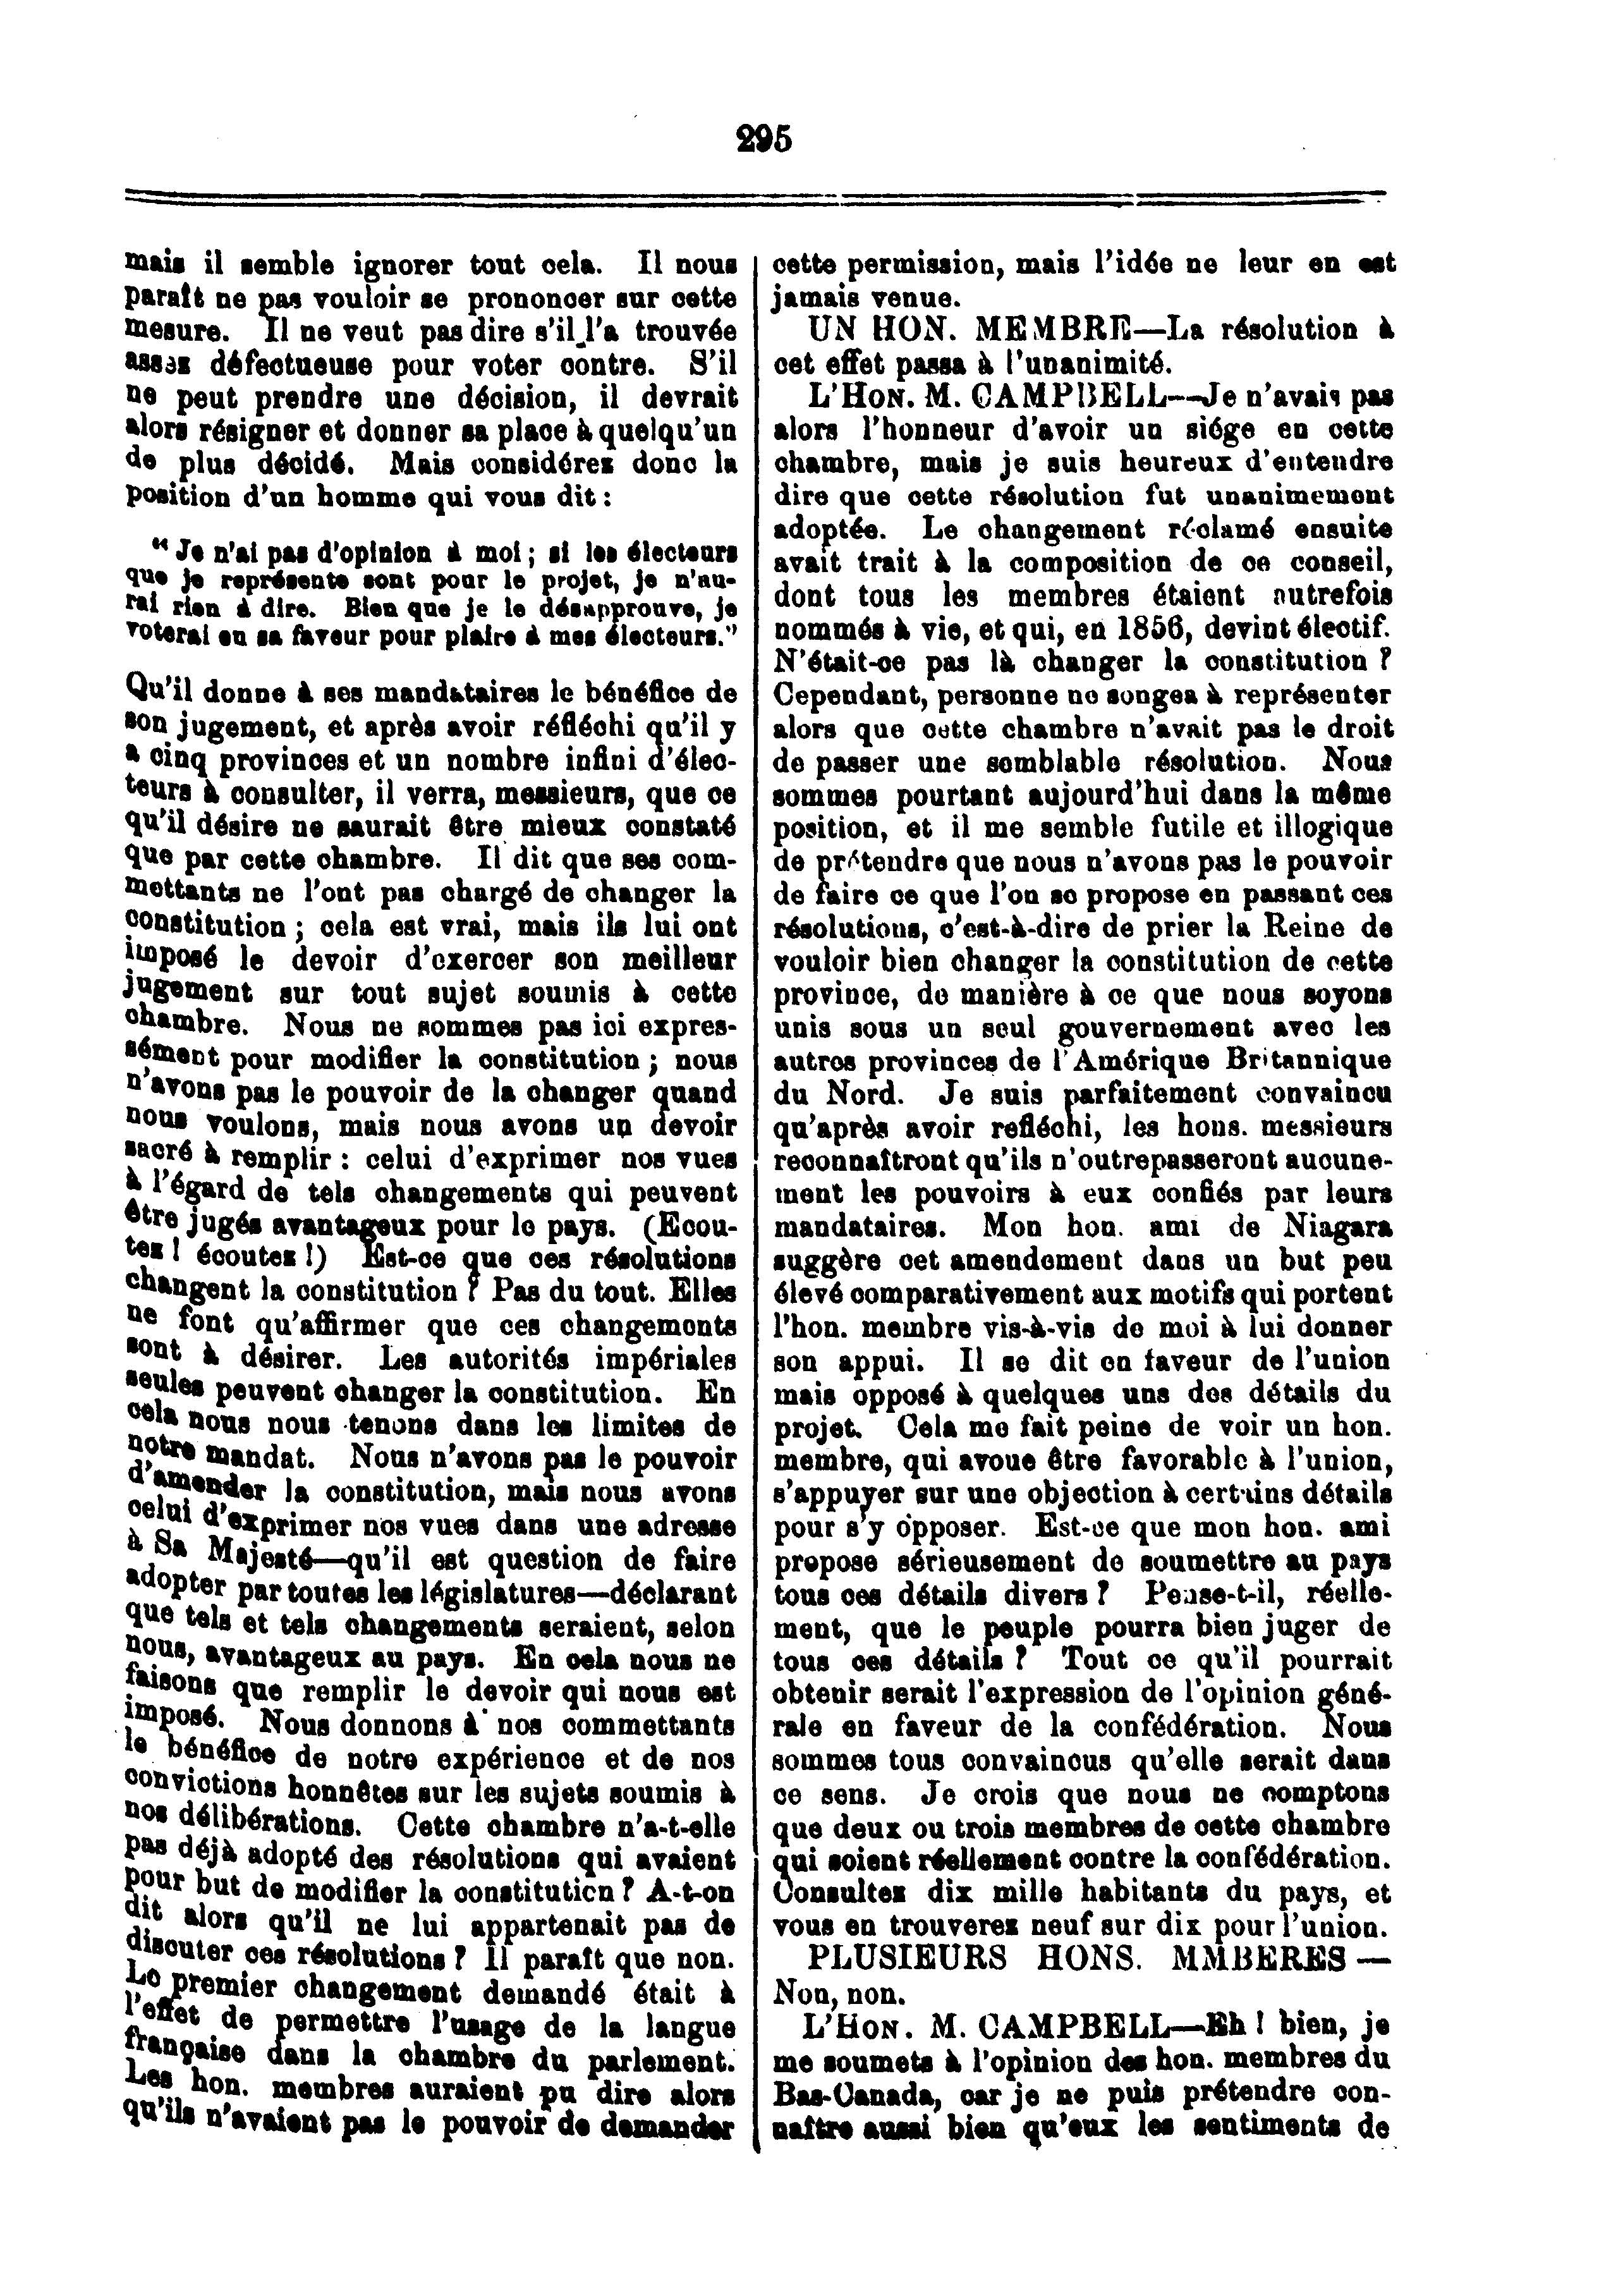 295
mais il semble ignorer tout cela. Il nous
paraît ne pas vouloir se prononcer sur cette
mesure. Il ne veut pas dire s'il l'a trouvée
assez défectueuse pour voter contre. S'il
ne peut prendre une décision, il devrait
alors résigner et donner sa place à quelqu'un
de plus décidé. Mais considérez donc la
position d'un homme qui vous dit :
“ Je n'ai pas d'opinion à moi ; si les électeurs
que je représente sont pour le projet, je n'au-
rai rien à dire. Bien que je le désapprouve, je
voterai en sa faveur pour plaire à mes électeurs.”
Qu'il donne à ses mandataires le bénéfice de
son jugement, et après avoir réfléchi qu'il y
a cinq provinces et un nombre infini d'élec-
teurs à consulter, il verra, messieurs, que ce
qu'il désire ne saurait être mieux constaté
que par cette chambre. Il dit que ses com-
mettants ne l'ont pas chargé de changer la
constitution ; cela est vrai, mais ils lui ont
imposé le devoir d'exercer son meilleur
jugement sur tout sujet soumis à cette
chambre. Nous ne sommes pas ici expres-
sément pour modifier la constitution ; nous
n'avons pas le pouvoir de la changer quand
nous voulons, mais nous avons un devoir
sacré à remplir : celui d'exprimer nos vues
à l'égard de tels changements qui peuvent
être jugés avantageux pour le pays. (Ecou-
tez ! écoutez !) Est-ce que ces résolutions
changent la constitution ? Pas du tout. Elles
ne font qu'affirmer que ces changements
sont à désirer. Les autorités impériales
seules peuvent changer la constitution. En
cela nous nous tenons dans les limites de
notre mandat. Nous n'avons pas le pouvoir
d'amender la constitution, mais nous avons
celui d'exprimer nos vues dans une adresse
à Sa Majesté—qu'il est question de faire
adopter par toutes les législatures—déclarant
que tels et tels changements seraient, selon
nous, avantageux au pays. En cela nous ne
faisons que remplir le devoir qui nous est
imposé. Nous donnons à nos commettants
le bénéfice de notre expérience et de nos
convictions honnêtes sur les sujets soumis à
nos délibérations. Cette chambre n'a-t-elle
pas déjà adopté des résolutions qui avaient
pour but de modifier la constitution ? A-t-on
dit alors qu'il ne lui appartenait pas de
discuter ces résolutions ? Il paraît que non.
Le premier changement demandé était à
l'effet de permettre l'usage de la langue
française dans la chambre du parlement.
Les hon. membres auraient pu dire alors
qu'ils n'avaient pas le pouvoir de demander
cette permission, mais l'idée ne leur en est
jamais venue.
UN HON. MEMBRE—La résolution à
cet effet passa à l'unanimité.
L'HON. M. CAMPBELL—Je n'avais pas
alors l'honneur d'avoir un siége en cette
chambre, mais je suis heureux d'entendre
dire que cette résolution fut unanimement
adoptée. Le changement réclamé ensuite
avait trait à la composition de ce conseil,
dont tous les membres étaient autrefois
nommés à vie, et qui, en 1856, devint électif.
N'était-ce pas là changer la constitution ?
Cependant, personne ne songea à représenter
alors que cette chambre n'avait pas le droit
de passer une semblable résolution. Nous
sommes pourtant aujourd'hui dans la même
position, et il me semble futile et illogique
de prétendre que nous n'avons pas le pouvoir
de faire ce que l'on se propose en passant ces
résolutions, c'est-à-dire de prier la Reine de
vouloir bien changer la constitution de cette
province, de manière à ce que nous soyons
unis sous un seul gouvernement avec les
autres provinces de l'Amérique Britannique
du Nord. Je suis parfaitement convaincu
qu'après avoir refléchi, les hons. messieurs
reconnaîtront qu'ils n'outrepasseront aucune-
ment les pouvoirs à eux confiés par leurs
mandataires. Mon hon. ami de Niagara
suggère cet amendement dans un but peu
élevé comparativement aux motifs qui portent
l'hon. membre vis-à-vis de moi à lui donner
son appui. Il se dit en faveur de l'union
mais opposé à quelques uns des détails du
projet. Cela me fait peine de voir un hon.
membre, qui avoue être favorable à l'union,
s'appuyer sur une objection à certains détails
pour s'y opposer. Est-ce que mon hon. ami
propose sérieusement de soumettre au pays
tous ces détails divers ? Pense-t-il, réelle-
ment, que le peuple pourra bien juger de
tous ces détails ? Tout ce qu'il pourrait
obtenir serait l'expression de l'opinion géné-
rale en faveur de la confédération. Nous
sommes tous convaincus qu'elle serait dans
ce sens. Je crois que nous ne comptons
que deux ou trois membres de cette chambre
qui soient réellement contre la confédération.
Consultez dix mille habitants du pays, et
vous en trouverez neuf sur dix pour l'union.
PLUSIEURS HONS. MMBERES —
Non, non.
L'HON. M. CAMPBELL—Eh ! bien, je
me soumets à l'opinion des hon. membres du
Bas-Canada, car je ne puis prétendre con-
naître aussi bien qu'eux les sentiments de